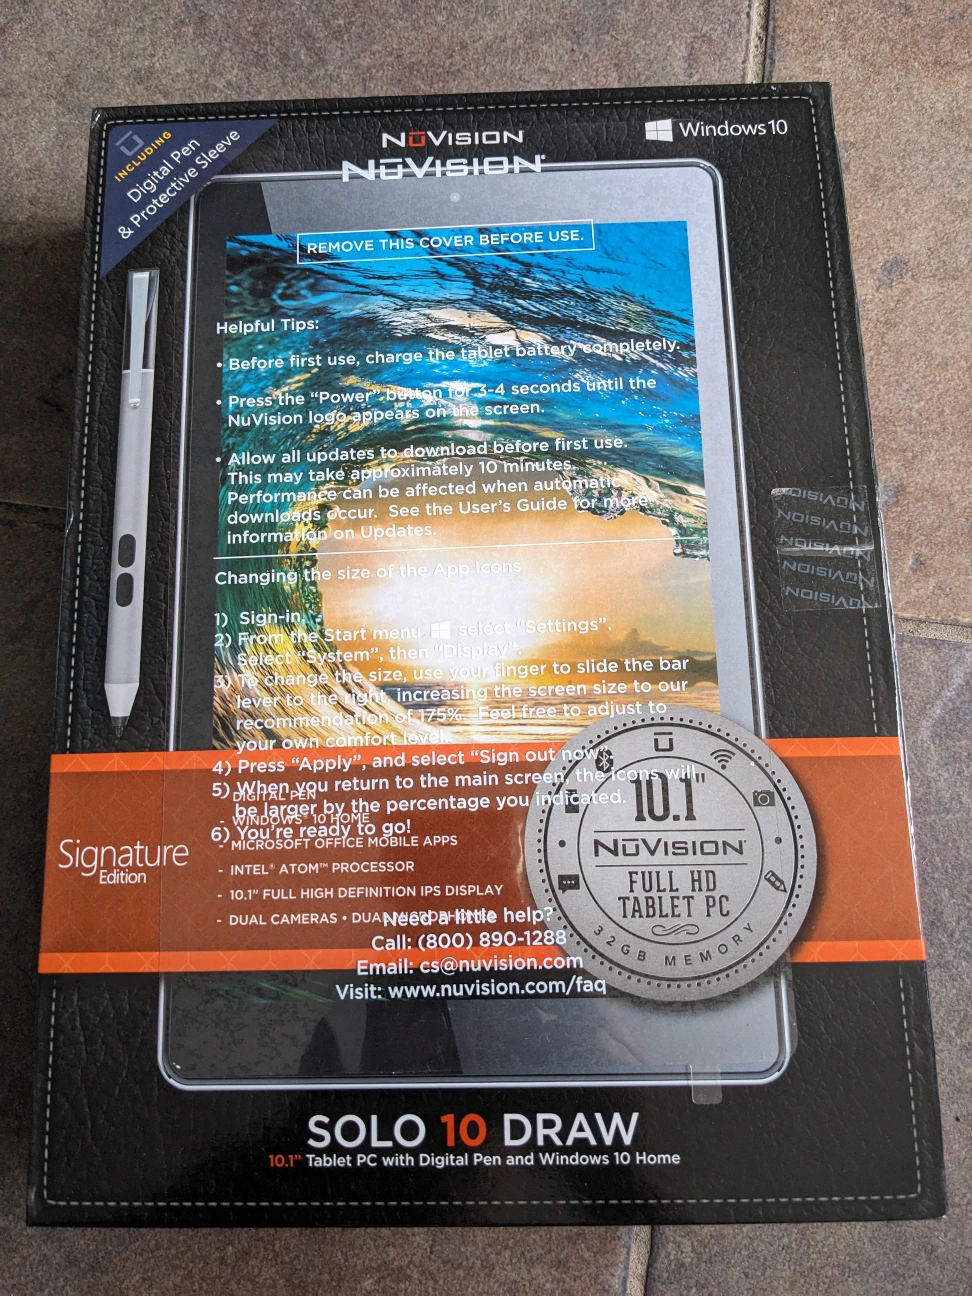 INCLUDING
Digital Pen
& Protective Sleeve
NūVISION
Windows 10
NūVISION
REMOVE THIS COVER BEFORE USE.
Helpful Tips:
• Before first use, charge the tablet battery completely.
• Press the “Power” button for 3-4 seconds until the
NuVision logo appears on the screen.
• Allow all updates to download before first use.
This may take approximately 10 minutes.
Performance can be affected when automatic
downloads occur. See the User’s Guide for more
information on Updates.
Changing the size of the App Icons
1) Sign-in.
2) From the Start menu select “Settings”.
Select “System”, then “Display”.
3) To change the size, use your finger to slide the bar
lever to the right, increasing the screen size to our
recommendation of 175%. Feel free to adjust to
your own comfort level.
4) Press “Apply”, and select “Sign out now”.
5) When you return to the main screen, the icons will
be larger by the percentage you indicated.
6) You’re ready to go!
Need a little help?
Call: (800) 890-1288
Email: cs@nuvision.com
Visit: www.nuvision.com/faq
Signature
Edition
- DIGITAL PEN
- WINDOWS® 10 HOME
- MICROSOFT OFFICE MOBILE APPS
- INTEL® ATOM™ PROCESSOR
- 10.1” FULL HIGH DEFINITION IPS DISPLAY
- DUAL CAMERAS • DUAL MICROPHONES
10.1"
NūVISION
FULL HD
TABLET PC
32GB MEMORY
NūVISION
NūVISION
NūVISION
NūVISION
NūVISION
SOLO 10 DRAW
10.1” Tablet PC with Digital Pen and Windows 10 Home